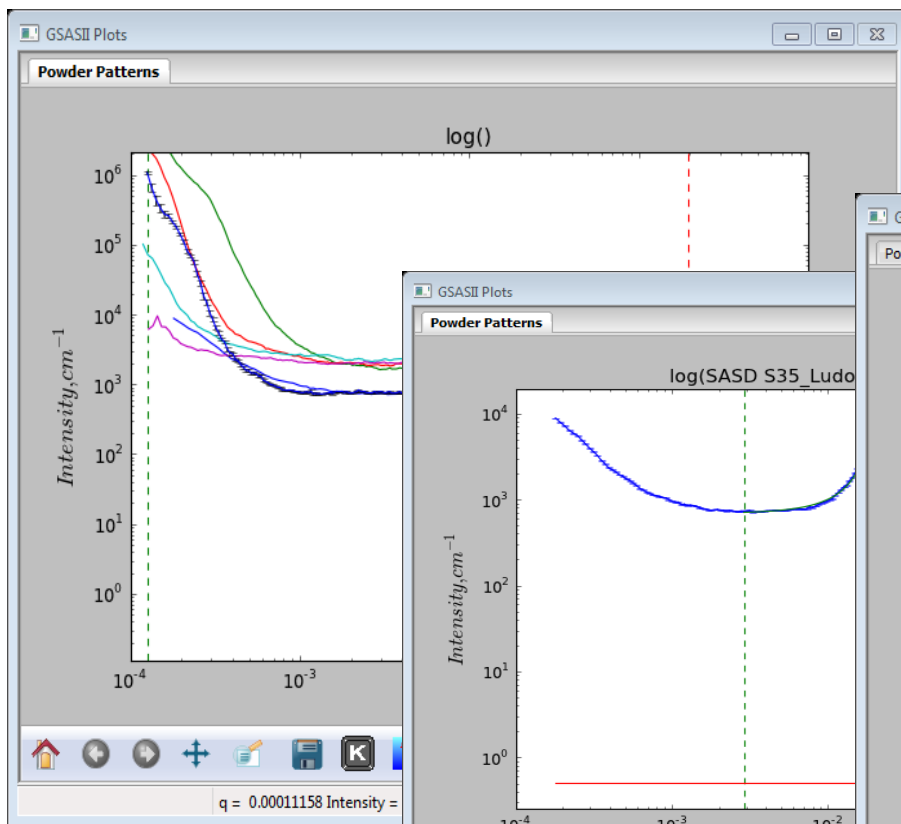 GSASII Plots
Powder Patterns
log()
10^6
10^5
10^4
10^3
10^2
10^1
10^0
Intensity,cm^{-1}
10^{-4}
10^{-3}
K
q = 0.00011158 Intensity =
GSASII Plots
Powder Patterns
log(SASD S35_Ludo
10^4
10^3
10^2
10^1
10^0
Intensity,cm^{-1}
10^{-4}
10^{-3}
10^{-2}
G
Po